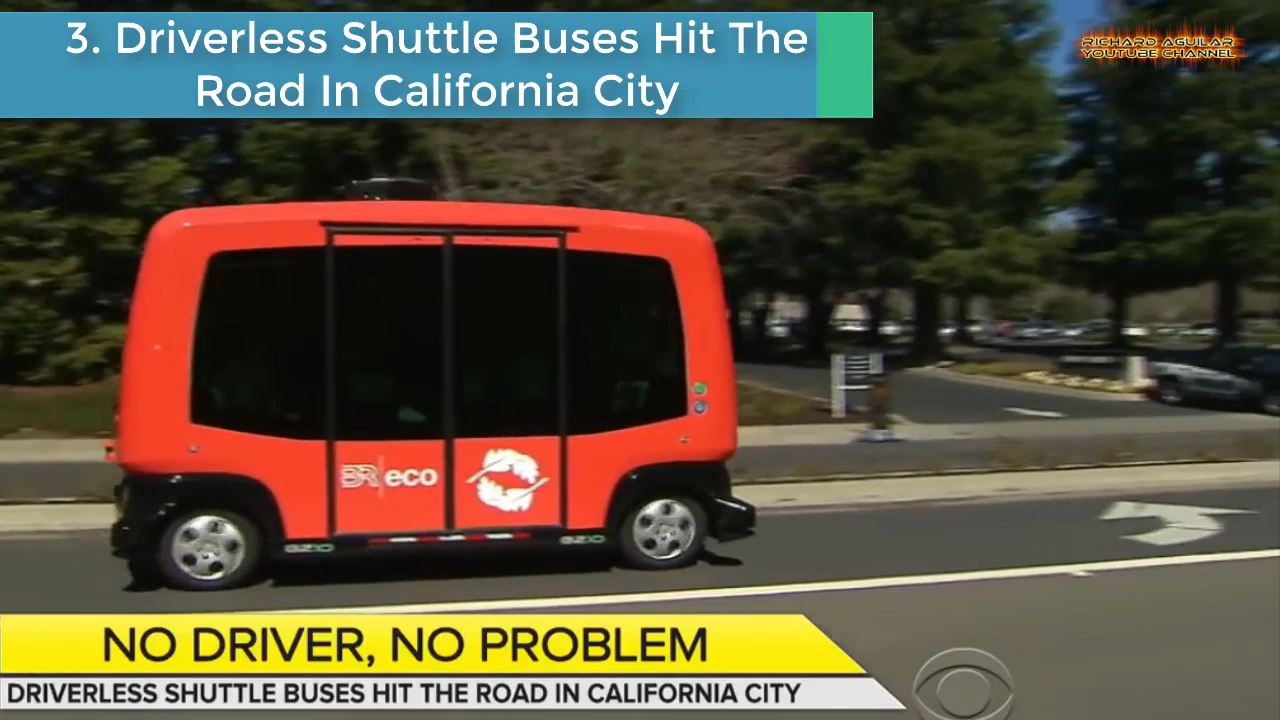 3. Driverless Shuttle Buses Hit The
Road In California City
RICHARD AGUILAR
YOUTUBE CHANNEL
BR|eco
EZ10
EZ10
NO DRIVER, NO PROBLEM
DRIVERLESS SHUTTLE BUSES HIT THE ROAD IN CALIFORNIA CITY